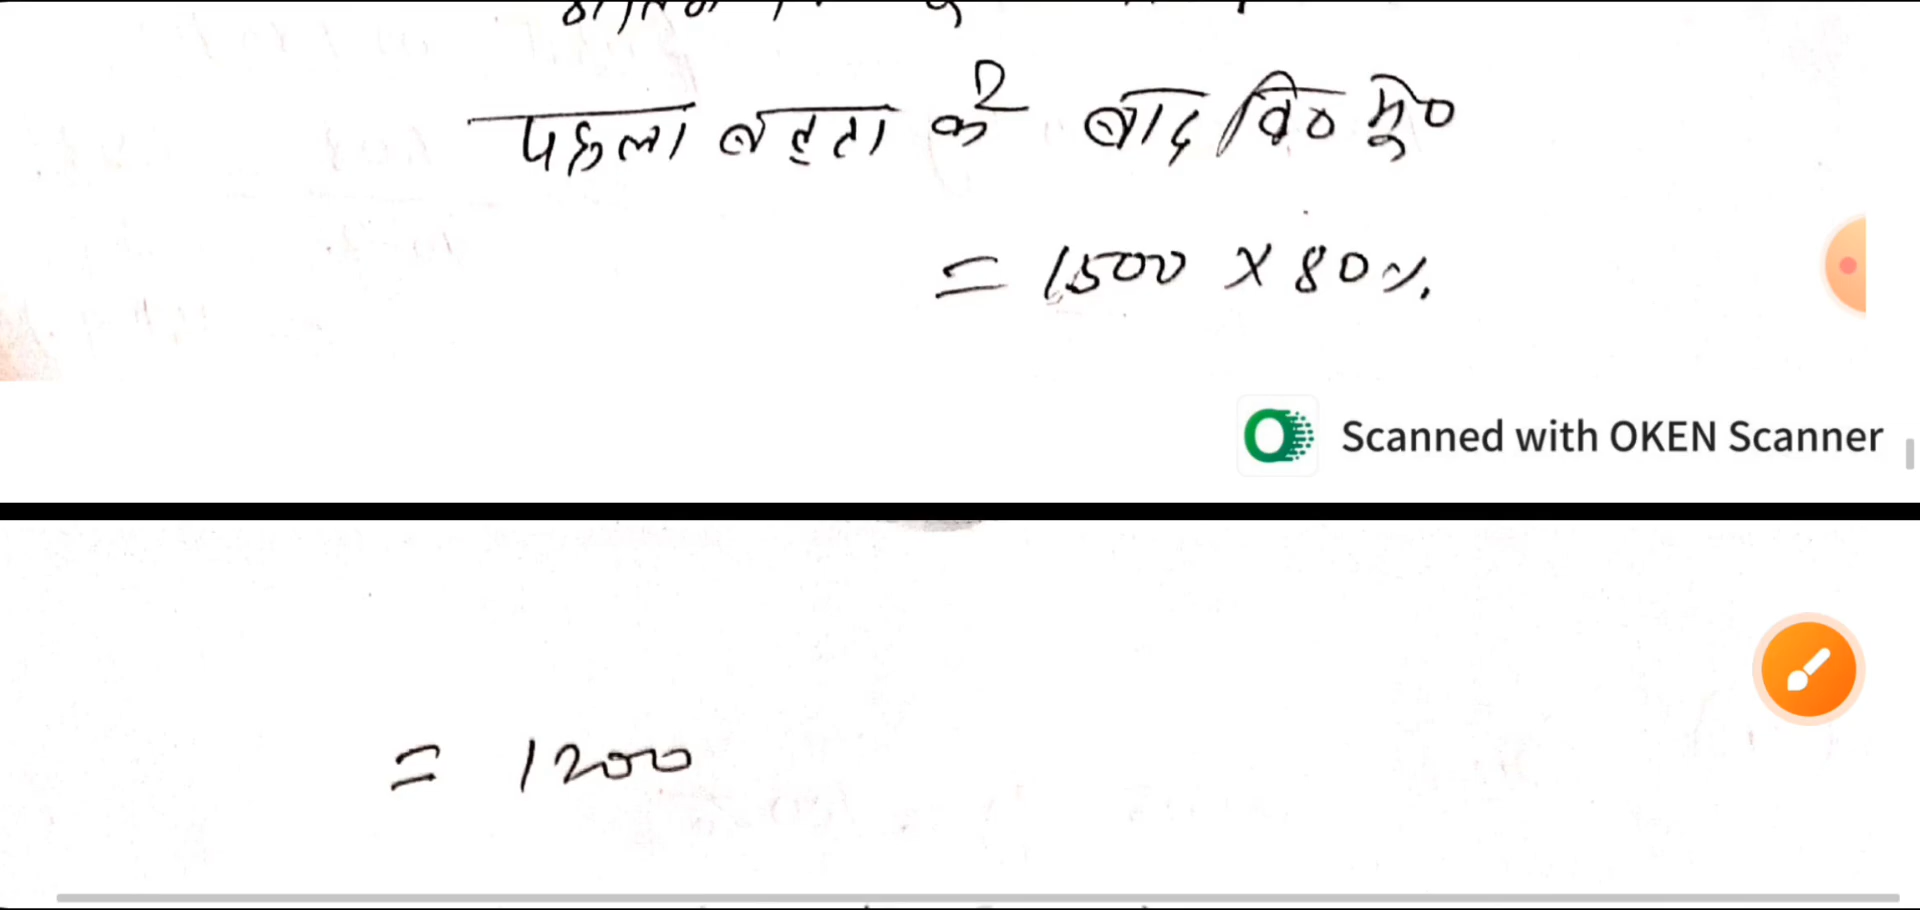 पहला बट्टा के बाद वि० मू०
= 1500 × 80%
Scanned with OKEN Scanner
= 1200